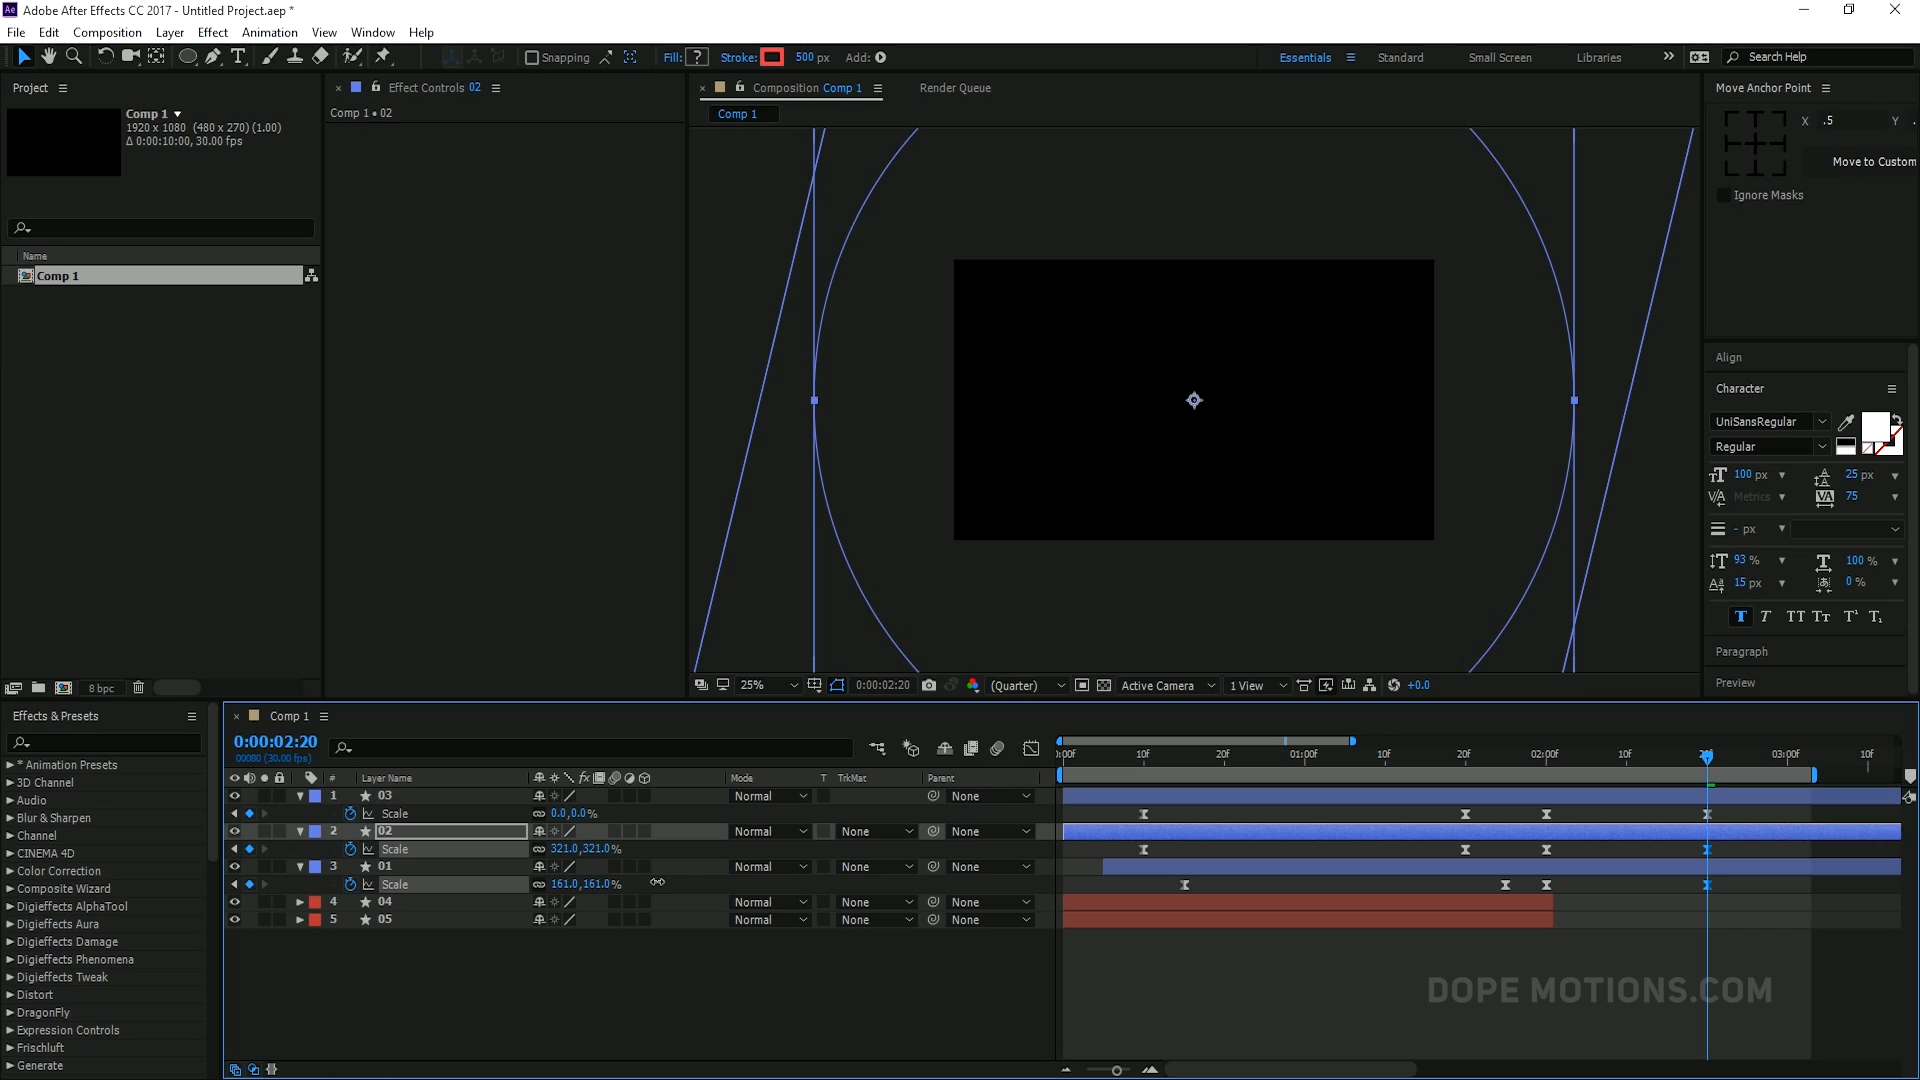 Adobe After Effects CC 2017 - Untitled Project.aep *
File Edit Composition Layer Effect Animation View Window Help
Snapping Fill: ? Stroke: 500 px Add: Essentials Standard Small Screen Libraries Search Help
Project
Comp 1
1920 x 1080 (480 x 270) (1.00)
Δ 0:00:10:00, 30.00 fps
Name
Comp 1
8 bpc
Effect Controls 02
Comp 1 • 02
Composition Comp 1
Render Queue
Comp 1
25% 0:00:02:20 (Quarter) Active Camera 1 View +0.0
Move Anchor Point
X .5 Y .
Move to Custom
Ignore Masks
Align
Character
UniSansRegular
Regular
100 px 25 px
Metrics 75
- px
93 % 100 %
15 px 0 %
T T TT Tt T¹ T₁
Paragraph
Preview
Effects & Presets
* Animation Presets
3D Channel
Audio
Blur & Sharpen
Channel
CINEMA 4D
Color Correction
Composite Wizard
Digieffects AlphaTool
Digieffects Aura
Digieffects Damage
Digieffects Phenomena
Digieffects Tweak
Distort
DragonFly
Expression Controls
Frischluft
Generate
Comp 1
0:00:02:20
00080 (30.00 fps)
# Layer Name Mode T TrkMat Parent
1 03 Normal None
Scale 0.0,0.0%
2 02 Normal None None
Scale 321.0,321.0%
3 01 Normal None None
Scale 161.0,161.0%
4 04 Normal None None
5 05 Normal None None
:00f 10f 20f 01:00f 10f 20f 02:00f 10f 20f 03:00f 10f
DOPE MOTIONS.COM